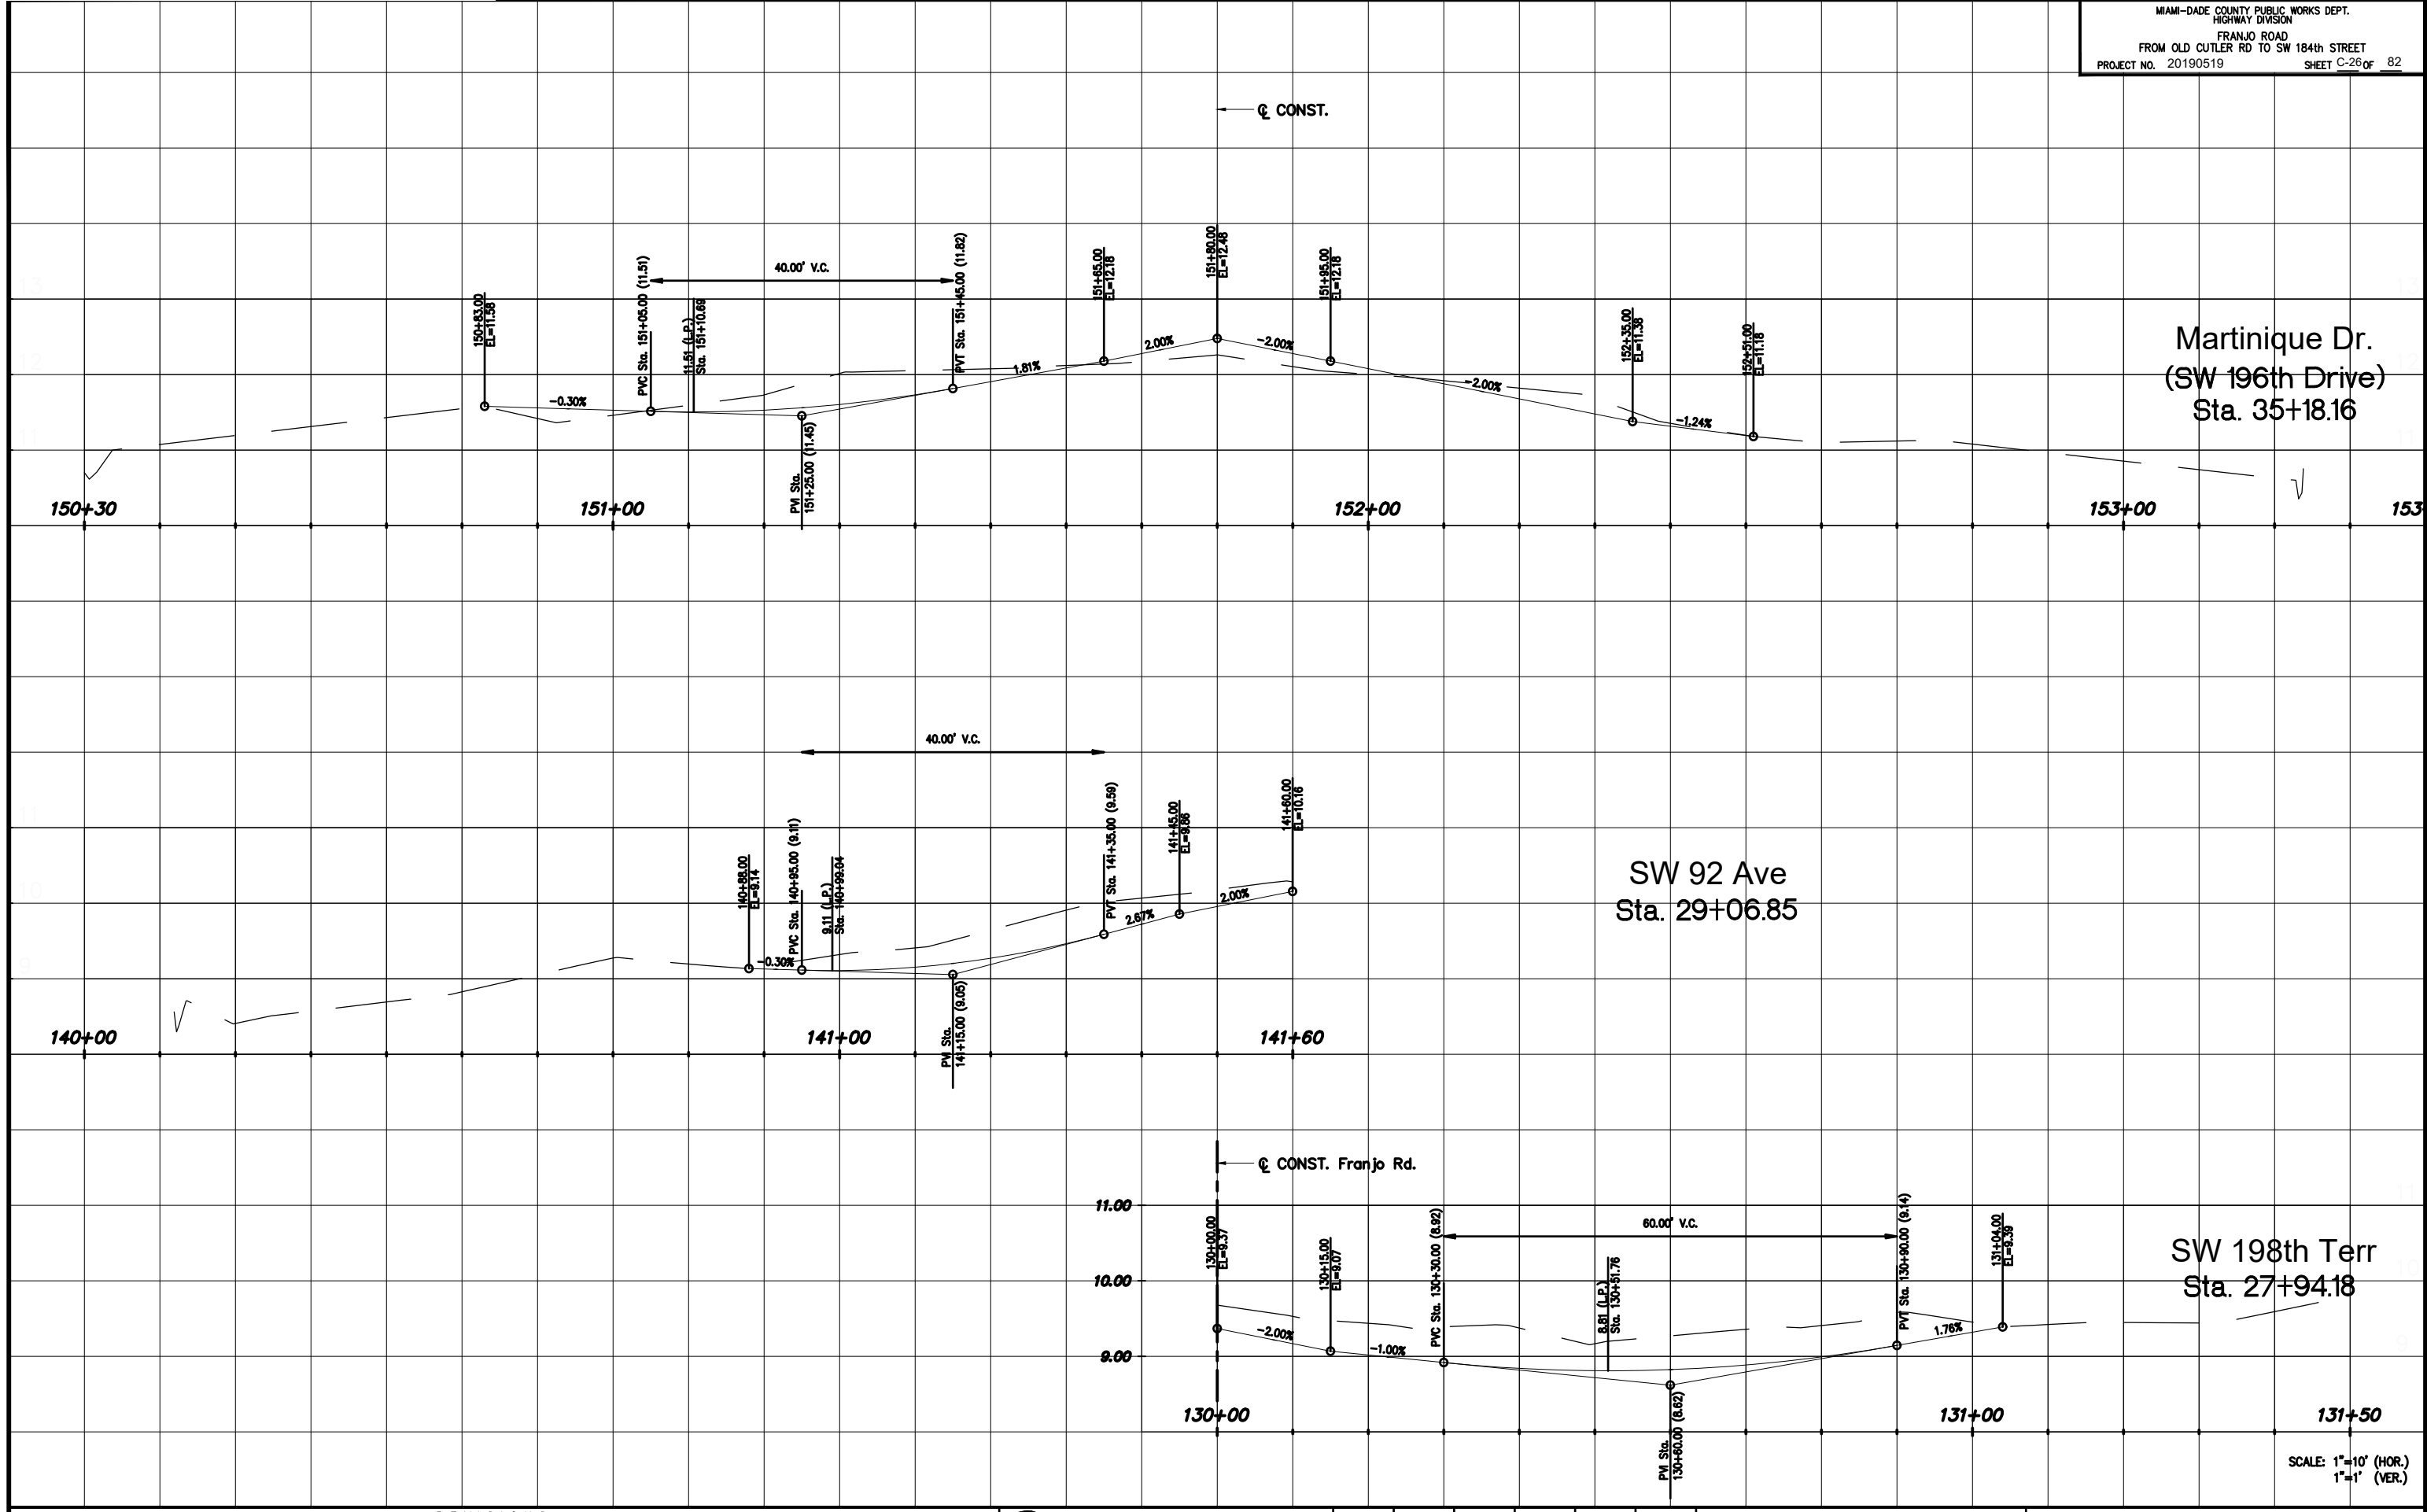 MIAMI-DADE COUNTY PUBLIC WORKS DEPT.
HIGHWAY DIVISION
FRANJO ROAD
FROM OLD CUTLER RD TO SW 184th STREET
PROJECT NO. 20190519 SHEET C-26 OF 82
℄ CONST.
150+83.00
EL=11.58
-0.30%
PVC Sta. 151+05.00 (11.51)
11.51 (L.P.)
Sta. 151+10.69
40.00' V.C.
PVI Sta.
151+25.00 (11.45)
PVT Sta. 151+45.00 (11.82)
1.81%
151+65.00
EL=12.18
2.00%
151+80.00
EL=12.48
-2.00%
151+95.00
EL=12.18
-2.00%
152+35.00
EL=11.38
-1.24%
152+51.00
EL=11.18
Martinique Dr.
(SW 196th Drive)
Sta. 35+18.16
13
12
11
150+30 151+00 152+00 153+00 153
40.00' V.C.
140+88.00
EL=9.14
-0.30%
PVC Sta. 140+95.00 (9.11)
9.11 (L.P.)
Sta. 140+99.04
PVI Sta.
141+15.00 (9.05)
PVT Sta. 141+35.00 (9.59)
2.67%
141+45.00
EL=9.86
2.00%
141+60.00
EL=10.16
SW 92 Ave
Sta. 29+06.85
11
10
9
140+00 141+00 141+60
℄ CONST. Franjo Rd.
11.00
10.00
9.00
130+00.00
EL=9.37
-2.00%
130+15.00
EL=9.07
-1.00%
PVC Sta. 130+30.00 (8.92)
60.00' V.C.
8.81 (L.P.)
Sta. 130+51.76
PVI Sta.
130+60.00 (8.62)
PVT Sta. 130+90.00 (9.14)
1.76%
131+04.00
EL=9.39
SW 198th Terr
Sta. 27+94.18
130+00 131+00 131+50
SCALE: 1"=10' (HOR.)
1"=1' (VER.)